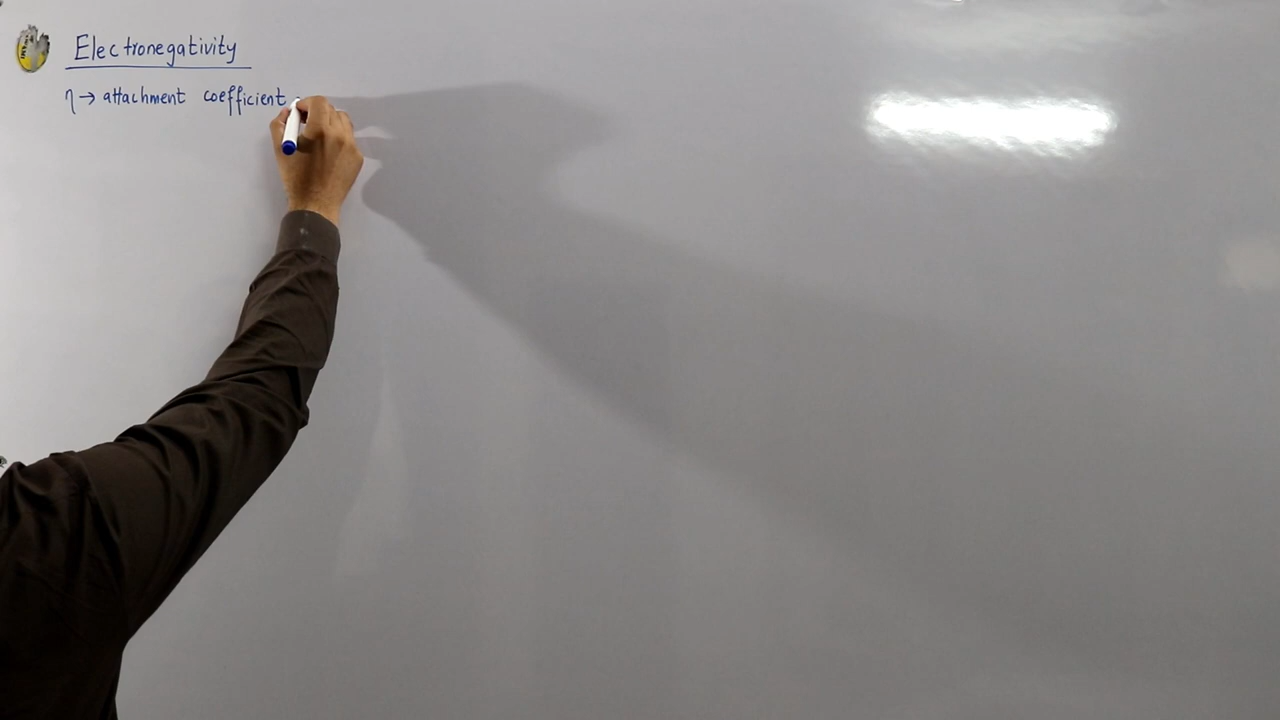 Electronegativity
η → attachment coefficient